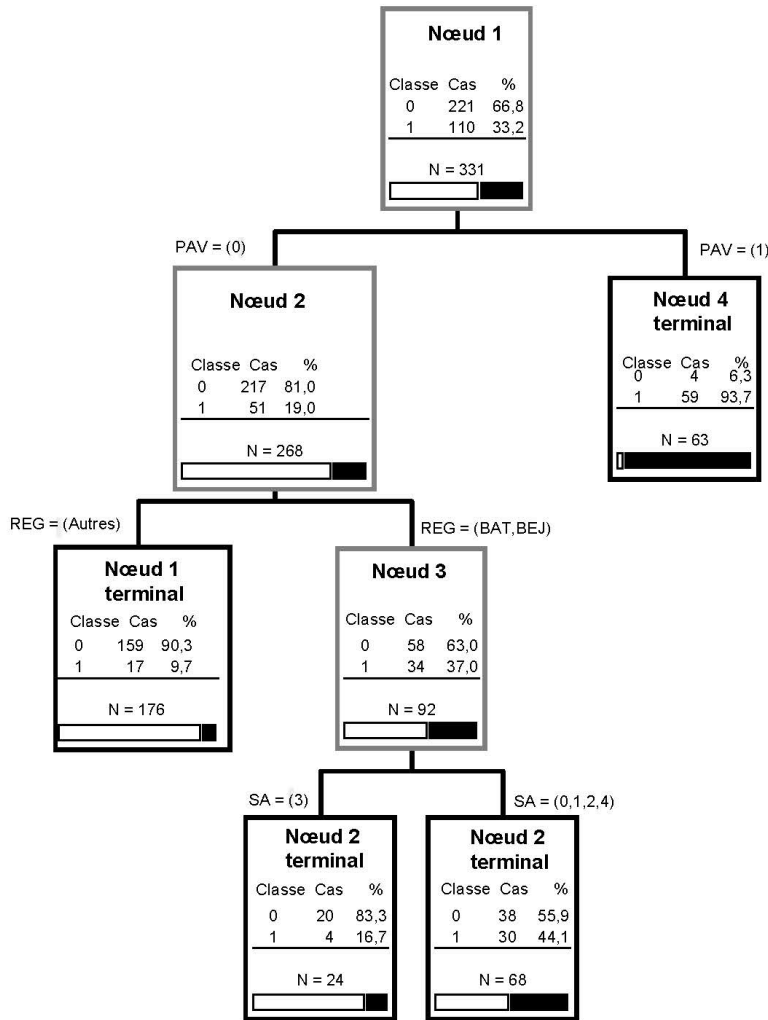 Nœud 1
Classe Cas %
0 221 66,8
1 110 33,2
N = 331
PAV = (0)
PAV = (1)
Nœud 2
Classe Cas %
0 217 81,0
1 51 19,0
N = 268
Nœud 4
terminal
Classe Cas %
0 4 6,3
1 59 93,7
N = 63
REG = (Autres)
REG = (BAT,BEJ)
Nœud 1
terminal
Classe Cas %
0 159 90,3
1 17 9,7
N = 176
Nœud 3
Classe Cas %
0 58 63,0
1 34 37,0
N = 92
SA = (3)
SA = (0,1,2,4)
Nœud 2
terminal
Classe Cas %
0 20 83,3
1 4 16,7
N = 24
Nœud 2
terminal
Classe Cas %
0 38 55,9
1 30 44,1
N = 68